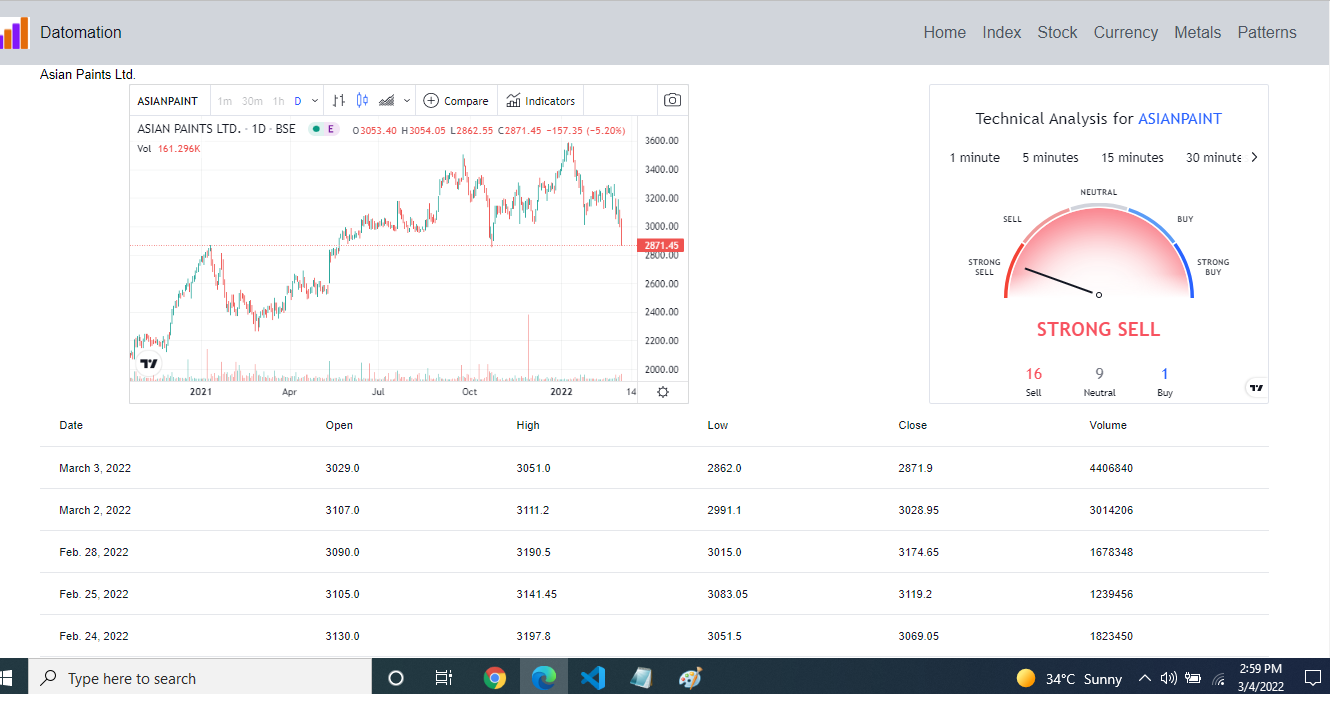 Datomation
Home Index Stock Currency Metals Patterns
Asian Paints Ltd.
ASIANPAINT 1m 30m 1h D Compare Indicators
ASIAN PAINTS LTD. · 1D · BSE E O3053.40 H3054.05 L2862.55 C2871.45 −157.35 (−5.20%)
Vol 161.296K
3600.00
3400.00
3200.00
3000.00
2871.45
2800.00
2600.00
2400.00
2200.00
2000.00
2021 Apr Jul Oct 2022 14
Technical Analysis for ASIANPAINT
1 minute 5 minutes 15 minutes 30 minute
NEUTRAL
SELL BUY
STRONG SELL
STRONG BUY
STRONG SELL
16 9 1
Sell Neutral Buy
Date Open High Low Close Volume
March 3, 2022 3029.0 3051.0 2862.0 2871.9 4406840
March 2, 2022 3107.0 3111.2 2991.1 3028.95 3014206
Feb. 28, 2022 3090.0 3190.5 3015.0 3174.65 1678348
Feb. 25, 2022 3105.0 3141.45 3083.05 3119.2 1239456
Feb. 24, 2022 3130.0 3197.8 3051.5 3069.05 1823450
Type here to search
34°C Sunny
2:59 PM
3/4/2022